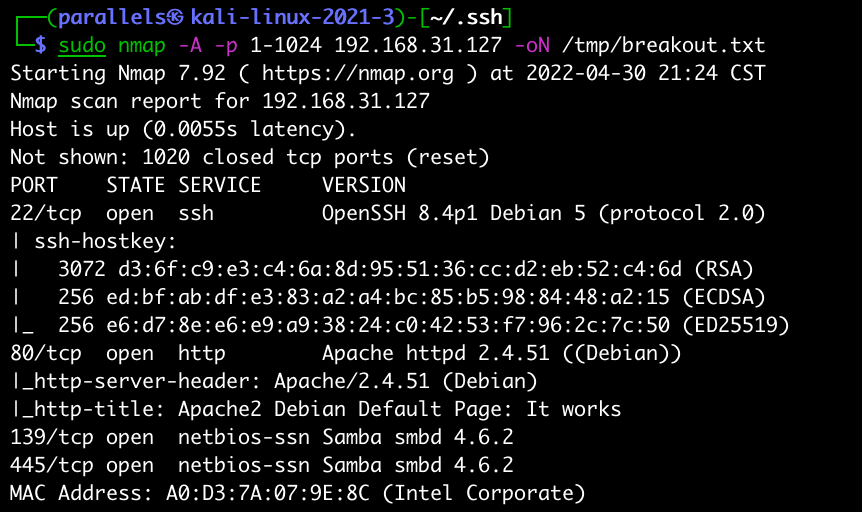 ┌──(parallels㉿kali-linux-2021-3)-[~/.ssh]
└─$ sudo nmap -A -p 1-1024 192.168.31.127 -oN /tmp/breakout.txt
Starting Nmap 7.92 ( https://nmap.org ) at 2022-04-30 21:24 CST
Nmap scan report for 192.168.31.127
Host is up (0.0055s latency).
Not shown: 1020 closed tcp ports (reset)
PORT    STATE SERVICE     VERSION
22/tcp  open  ssh         OpenSSH 8.4p1 Debian 5 (protocol 2.0)
| ssh-hostkey:
|   3072 d3:6f:c9:e3:c4:6a:8d:95:51:36:cc:d2:eb:52:c4:6d (RSA)
|   256 ed:bf:ab:df:e3:83:a2:a4:bc:85:b5:98:84:48:a2:15 (ECDSA)
|_  256 e6:d7:8e:e6:e9:a9:38:24:c0:42:53:f7:96:2c:7c:50 (ED25519)
80/tcp  open  http        Apache httpd 2.4.51 ((Debian))
|_http-server-header: Apache/2.4.51 (Debian)
|_http-title: Apache2 Debian Default Page: It works
139/tcp open  netbios-ssn Samba smbd 4.6.2
445/tcp open  netbios-ssn Samba smbd 4.6.2
MAC Address: A0:D3:7A:07:9E:8C (Intel Corporate)